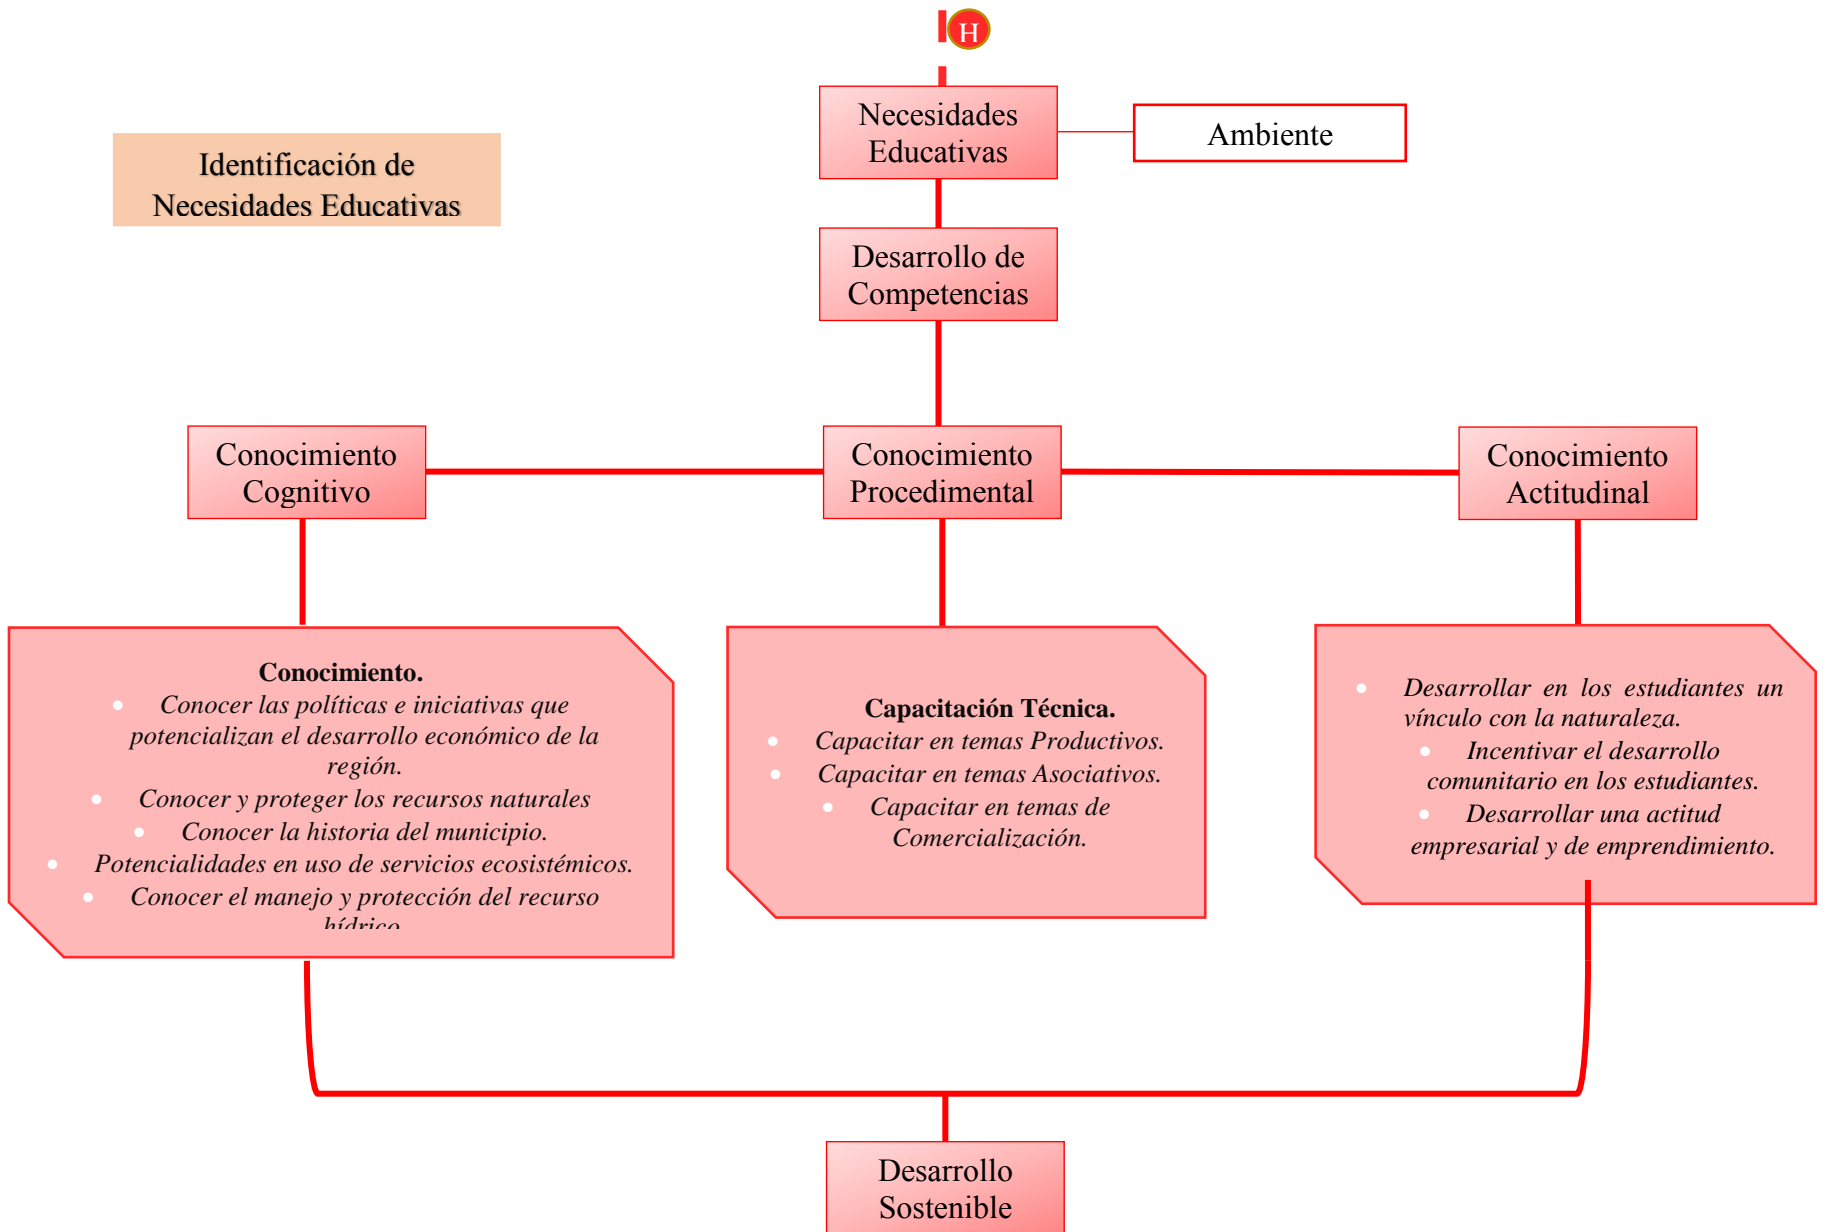 H
Necesidades
Educativas
Ambiente
Identificación de
Necesidades Educativas
Desarrollo de
Competencias
Conocimiento
Cognitivo
Conocimiento
Procedimental
Conocimiento
Actitudinal
Conocimiento.
• Conocer las políticas e iniciativas que
potencializan el desarrollo económico de la
región.
• Conocer y proteger los recursos naturales
• Conocer la historia del municipio.
• Potencialidades en uso de servicios ecosistémicos.
• Conocer el manejo y protección del recurso
hídrico
Capacitación Técnica.
• Capacitar en temas Productivos.
• Capacitar en temas Asociativos.
• Capacitar en temas de
Comercialización.
• Desarrollar en los estudiantes un
vínculo con la naturaleza.
• Incentivar el desarrollo
comunitario en los estudiantes.
• Desarrollar una actitud
empresarial y de emprendimiento.
Desarrollo
Sostenible